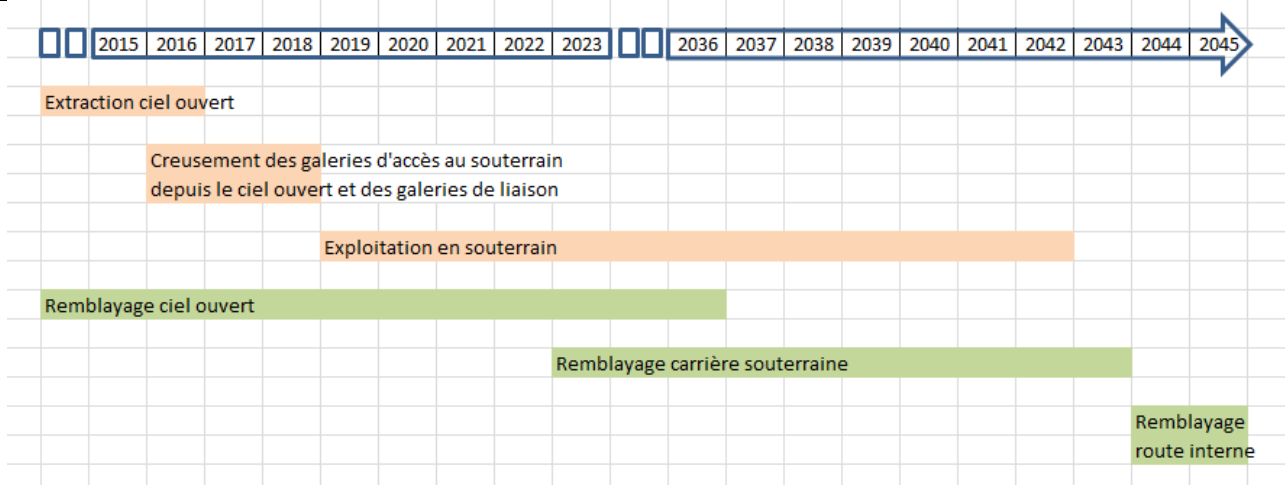 2015 2016 2017 2018 2019 2020 2021 2022 2023 2036 2037 2038 2039 2040 2041 2042 2043 2044 2045
Extraction ciel ouvert
Creusement des galeries d'accès au souterrain
depuis le ciel ouvert et des galeries de liaison
Exploitation en souterrain
Remblayage ciel ouvert
Remblayage carrière souterraine
Remblayage
route interne